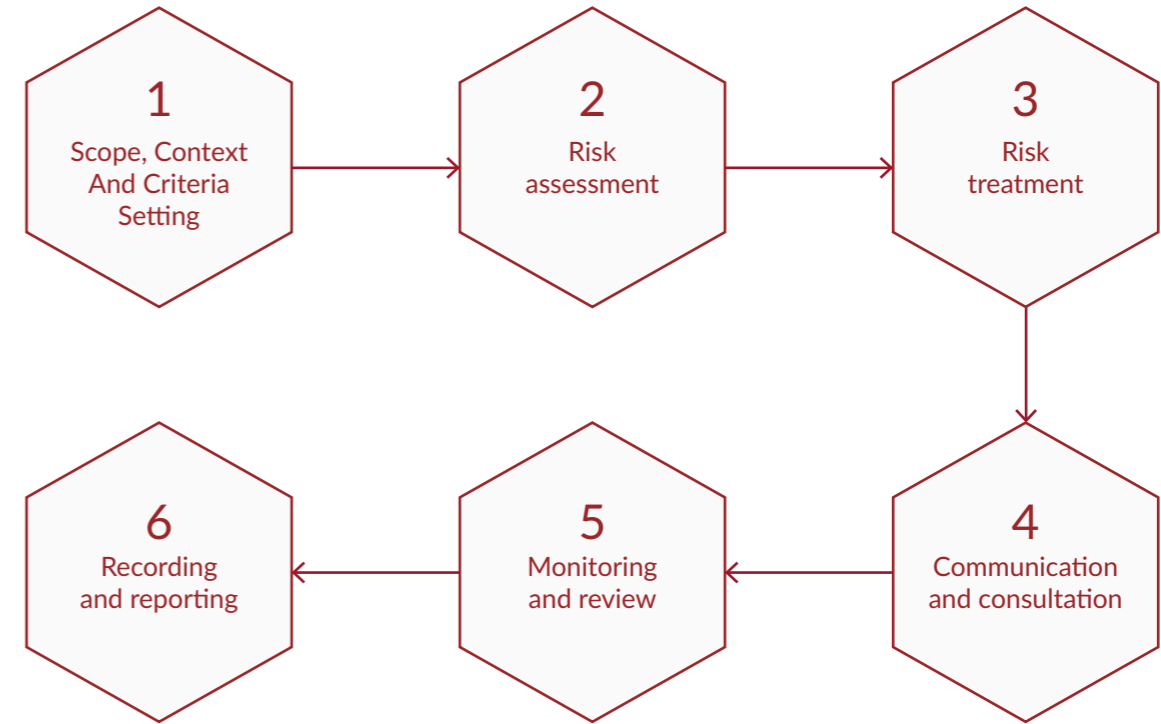 1
Scope, Context
And Criteria
Setting
2
Risk
assessment
3
Risk
treatment
4
Communication
and consultation
5
Monitoring
and review
6
Recording
and reporting